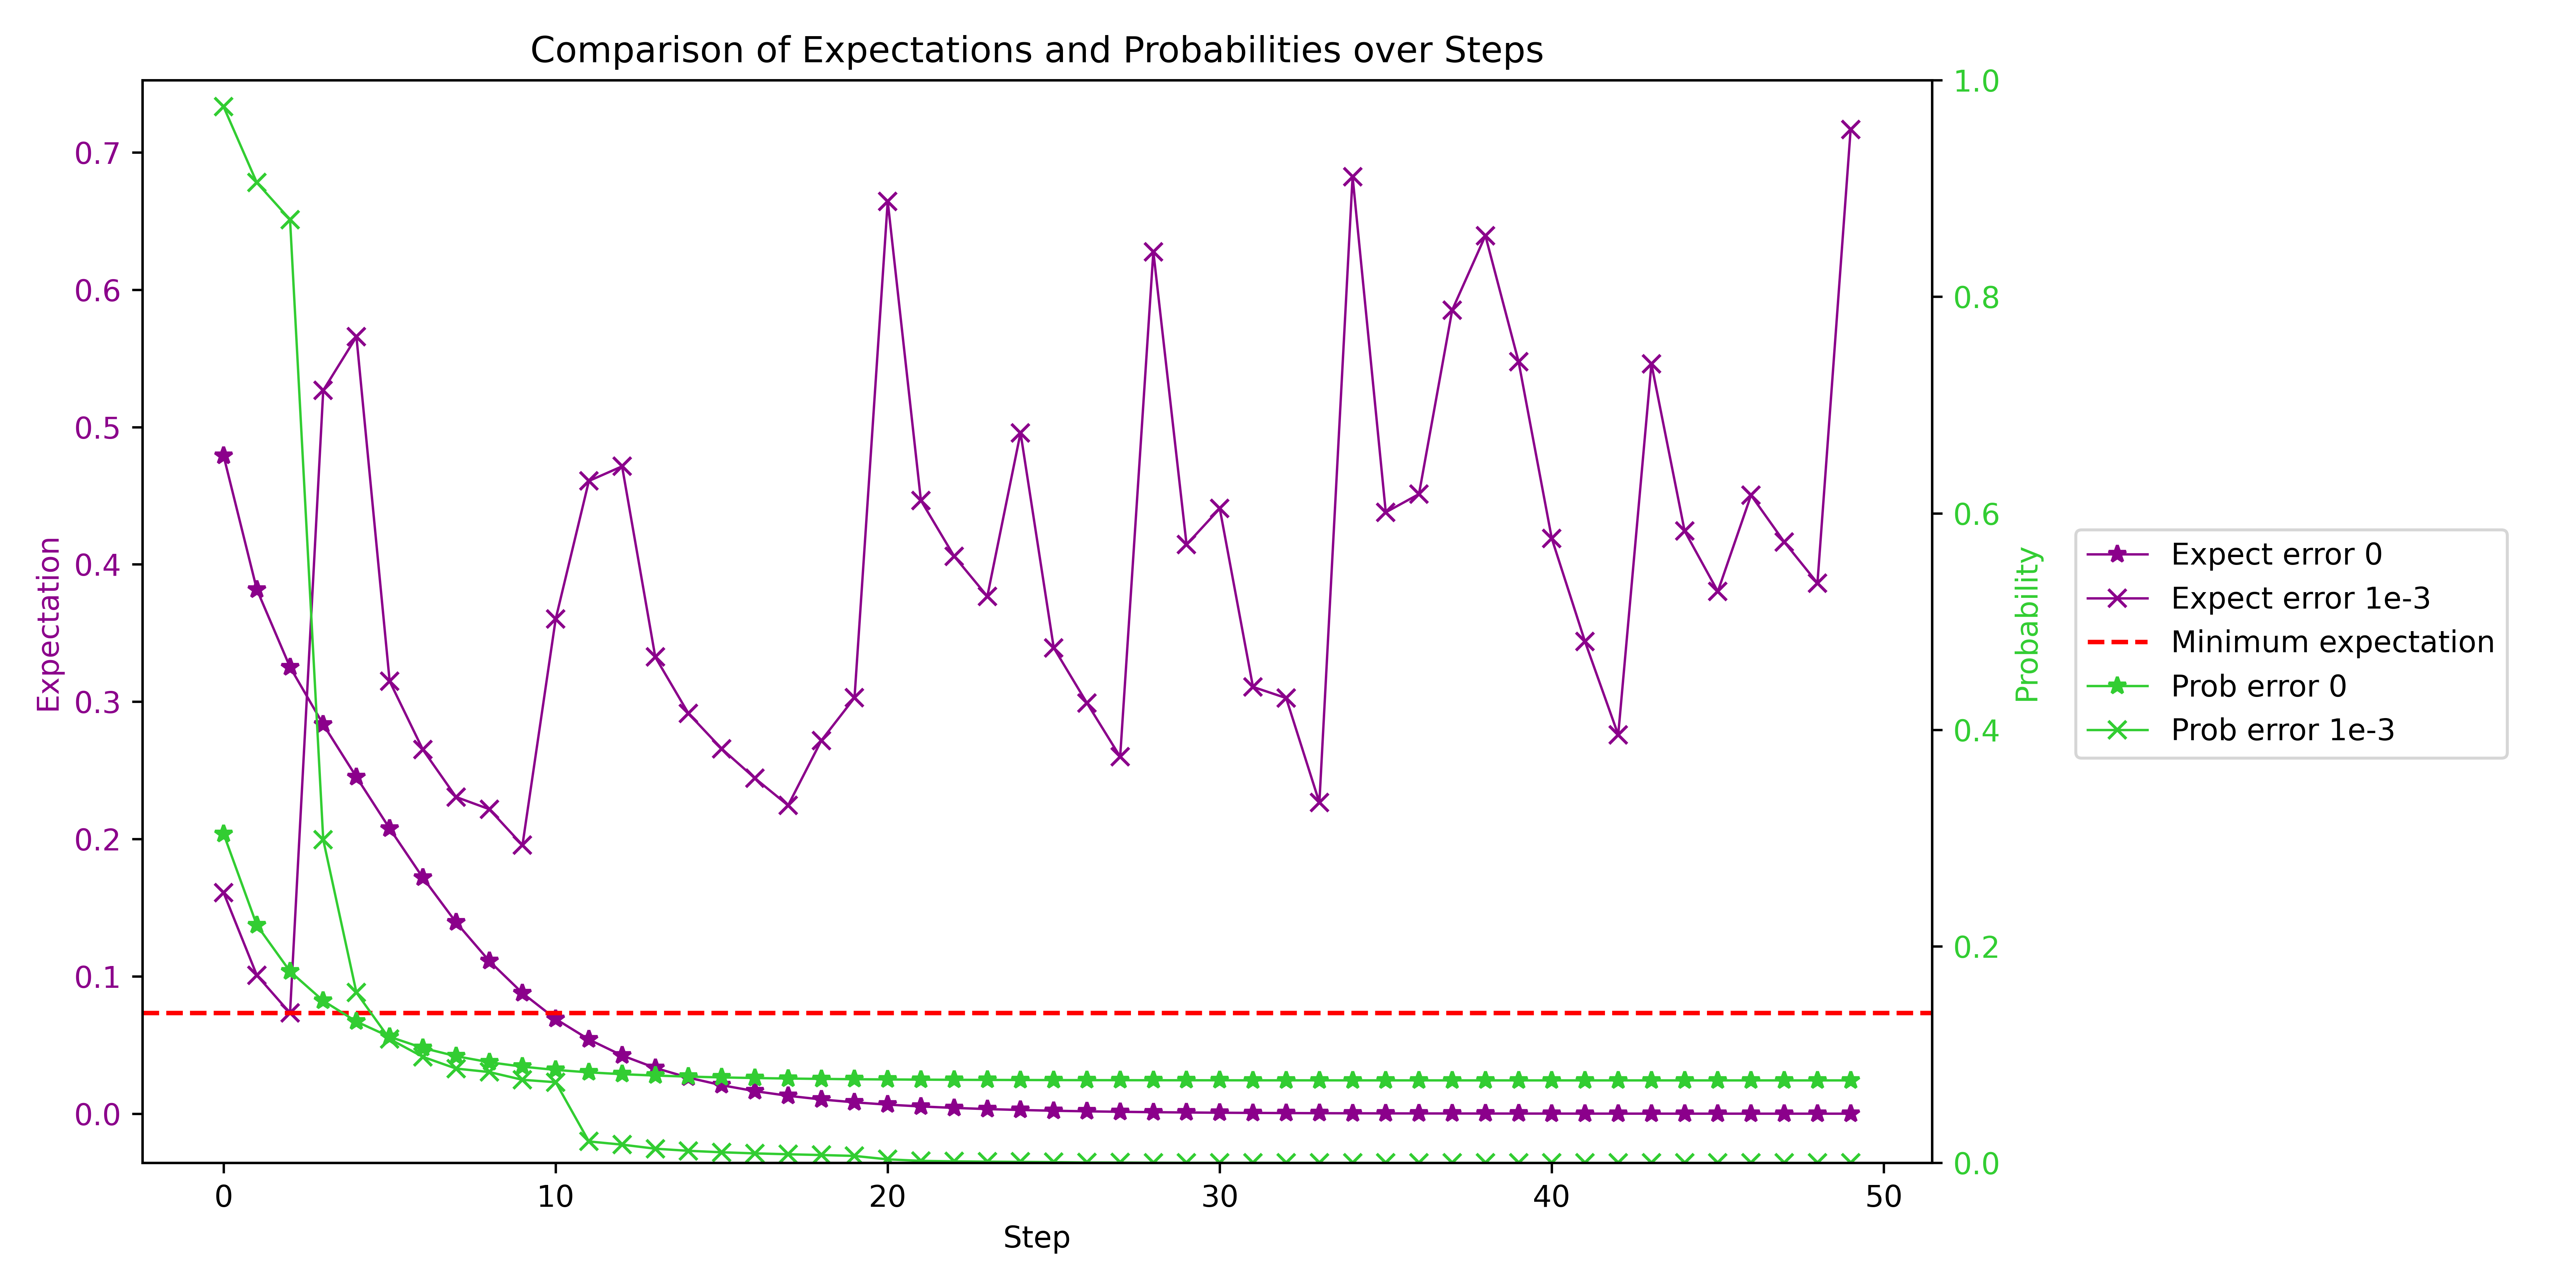 Comparison of Expectations and Probabilities over Steps
Expectation
0.7
0.6
0.5
0.4
0.3
0.2
0.1
0.0
0
10
20
30
40
50
Step
1.0
0.8
0.6
0.4
0.2
0.0
Probability
Expect error 0
Expect error 1e-3
Minimum expectation
Prob error 0
Prob error 1e-3